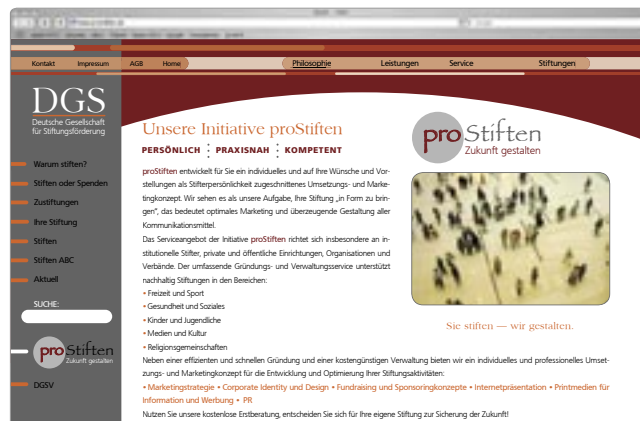 Kontakt Impressum AGB Home Philosophie Leistungen Service Stiftungen
DGS
Deutsche Gesellschaft
für Stiftungsförderung
Warum stiften?
Stiften oder Spenden
Zustiftungen
Ihre Stiftung
Stiften
Stiften ABC
Aktuell
SUCHE:
proStiften
Zukunft gestalten
DGSV
Unsere Initiative proStiften
PERSÖNLICH PRAXISNAH KOMPETENT
proStiften entwickelt für Sie ein individuelles und auf Ihre Wünsche und Vor-
stellungen als Stifterpersönlichkeit zugeschnittenes Umsetzungs- und Marke-
tingkonzept. Wir sehen es als unsere Aufgabe, Ihre Stiftung „in Form zu brin-
gen“, das bedeutet optimales Marketing und überzeugende Gestaltung aller
Kommunikationsmittel.
Das Serviceangebot der Initiative proStiften richtet sich insbesondere an in-
stitutionelle Stifter, private und öffentliche Einrichtungen, Organisationen und
Verbände. Der umfassende Gründungs- und Verwaltungsservice unterstützt
nachhaltig Stiftungen in den Bereichen:
• Freizeit und Sport
• Gesundheit und Soziales
• Kinder und Jugendliche
• Medien und Kultur
• Religionsgemeinschaften
Neben einer effizienten und schnellen Gründung und einer kostengünstigen Verwaltung bieten wir ein individuelles und professionelles Umset-
zungs- und Marketingkonzept für die Entwicklung und Optimierung Ihrer Stiftungsaktivitäten:
• Marketingstrategie • Corporate Identity und Design • Fundraising und Sponsoringkonzepte • Internetpräsentation • Printmedien für
Information und Werbung • PR
Nutzen Sie unsere kostenlose Erstberatung, entscheiden Sie sich für Ihre eigene Stiftung zur Sicherung der Zukunft!
proStiften
Zukunft gestalten
Sie stiften — wir gestalten.